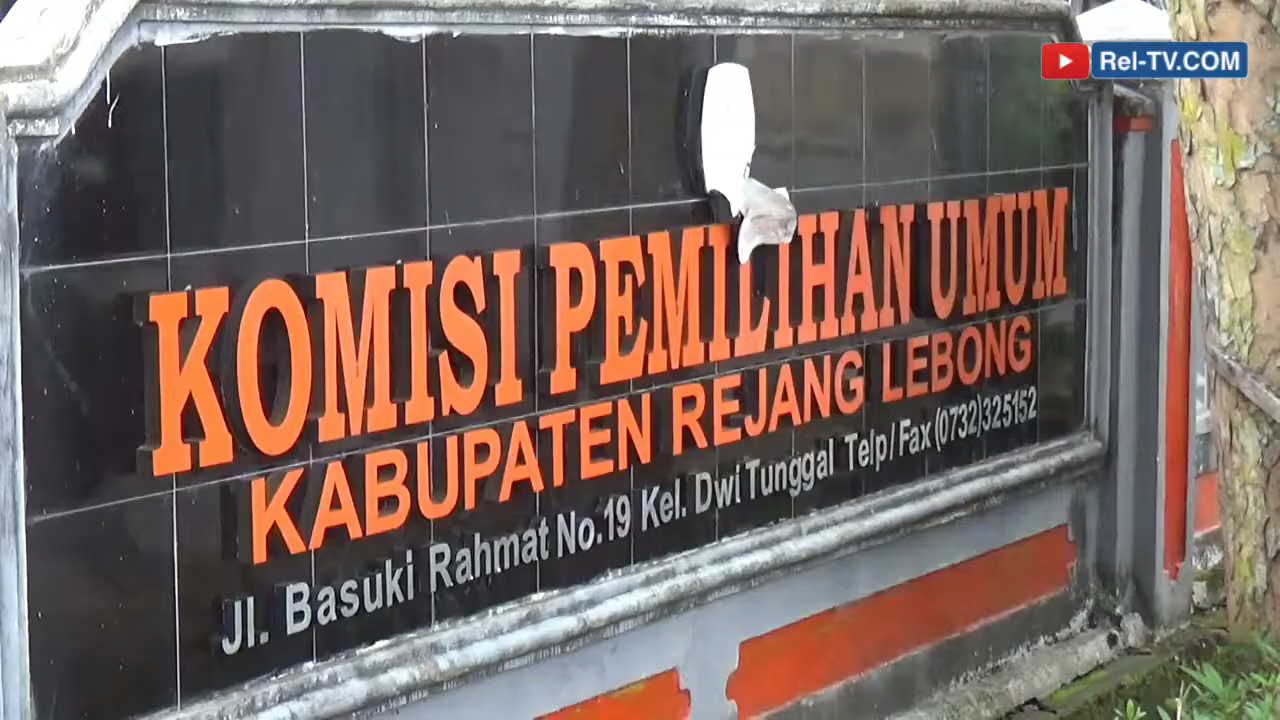 Rel-TV.COM
KOMISI PEMILIHAN UMUM
KABUPATEN REJANG LEBONG
Jl. Basuki Rahmat No.19 Kel. Dwi Tunggal Telp/Fax (0732)325152